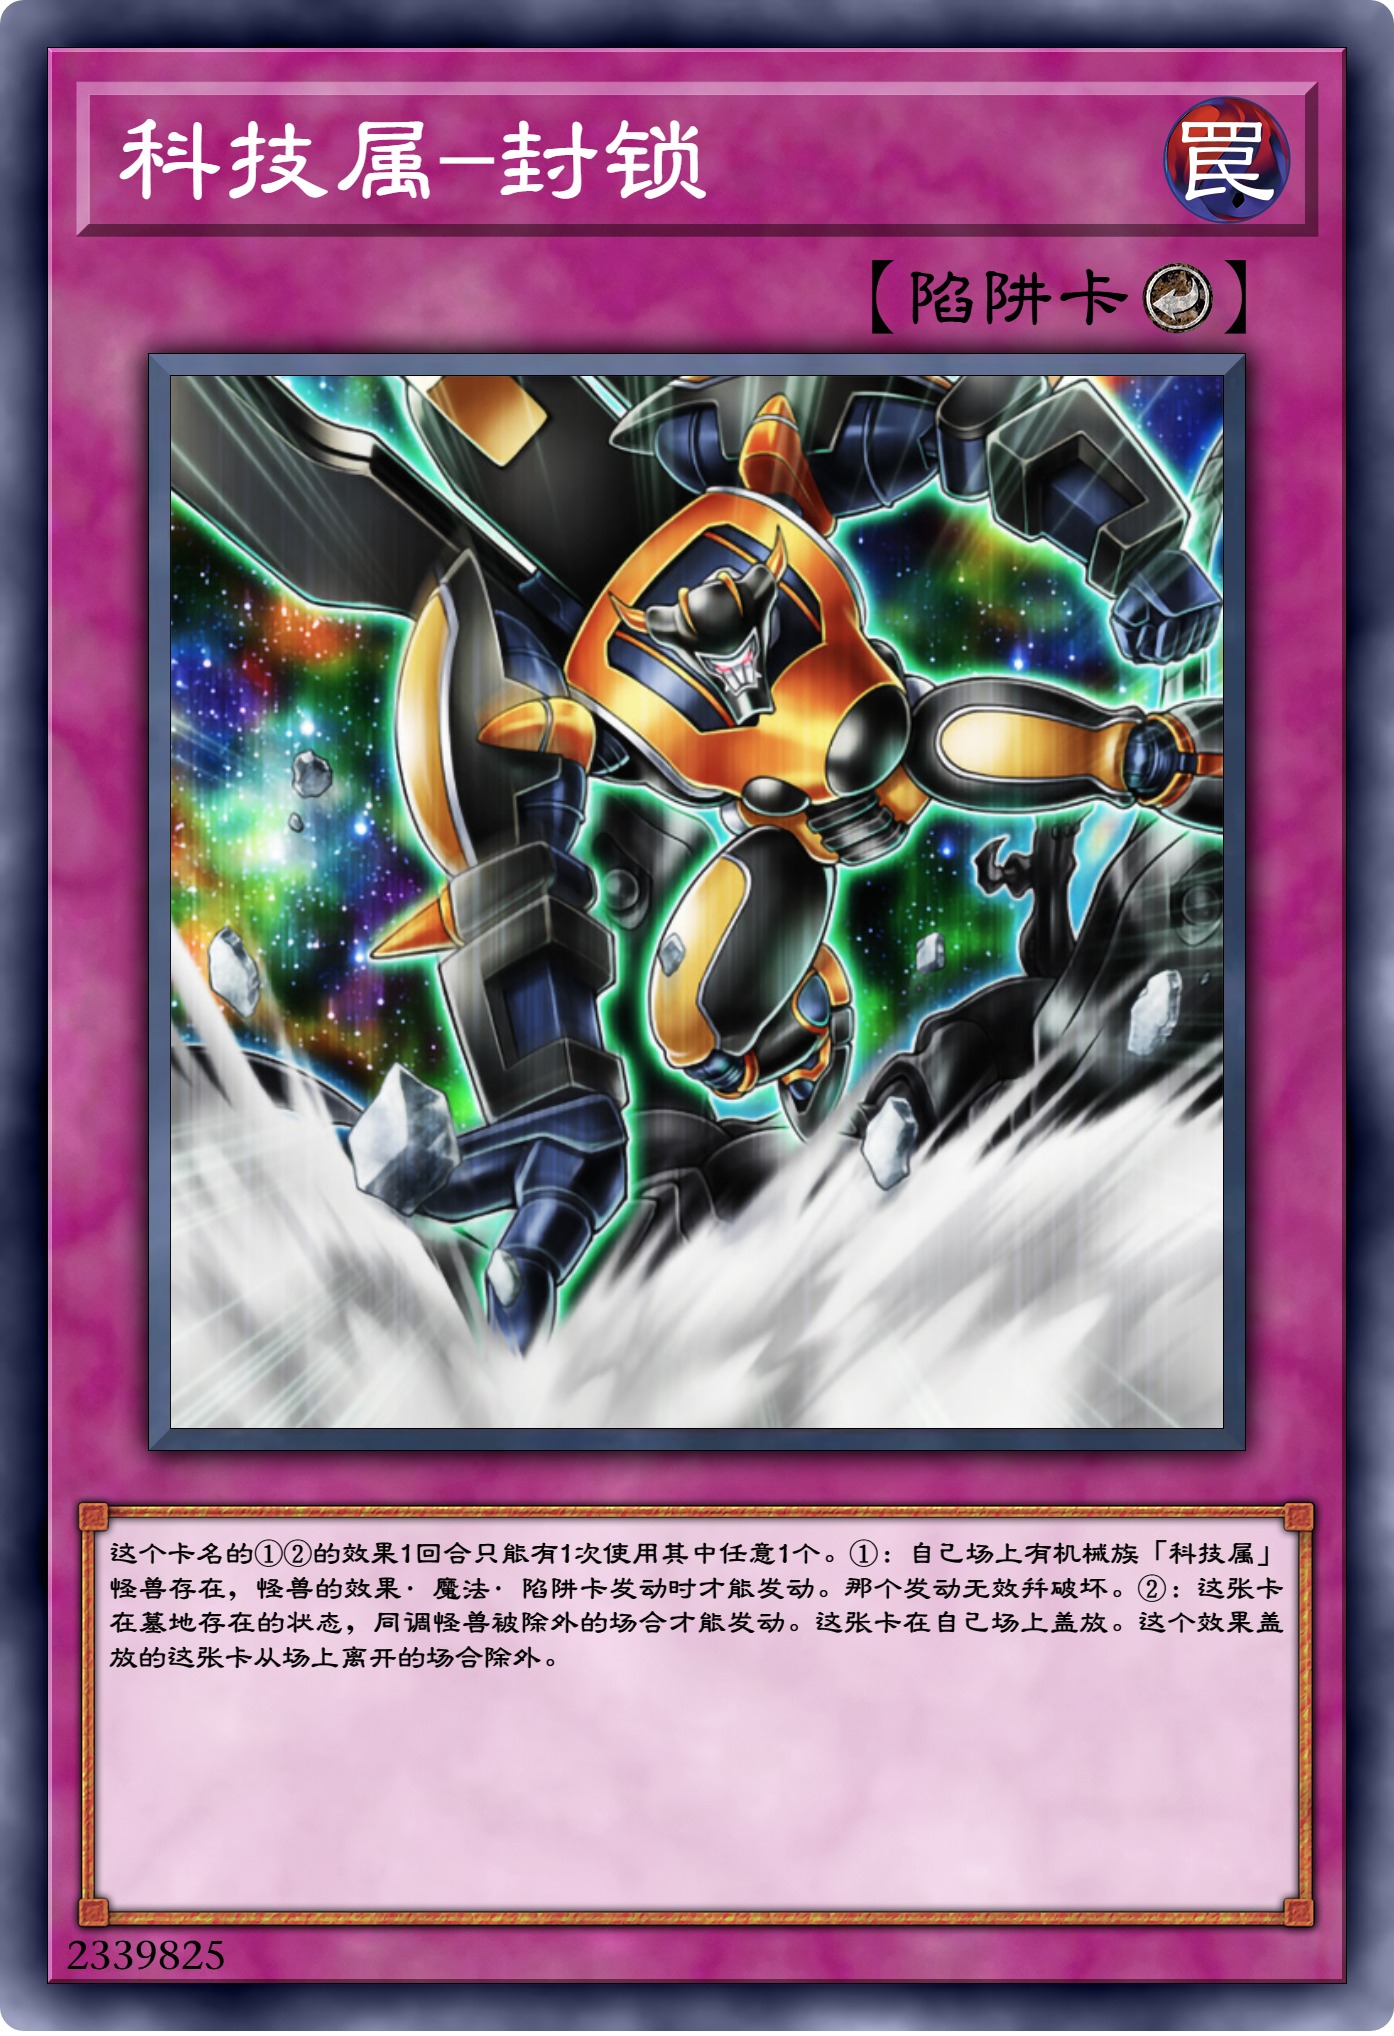 科技属-封锁
罠
【陷阱卡】
这个卡名的①②的效果1回合只能有1次使用其中任意1个。①：自己场上有机械族「科技属」
怪兽存在，怪兽的效果·魔法·陷阱卡发动时才能发动。那个发动无效并破坏。②：这张卡
在墓地存在的状态，同调怪兽被除外的场合才能发动。这张卡在自己场上盖放。这个效果盖
放的这张卡从场上离开的场合除外。
2339825